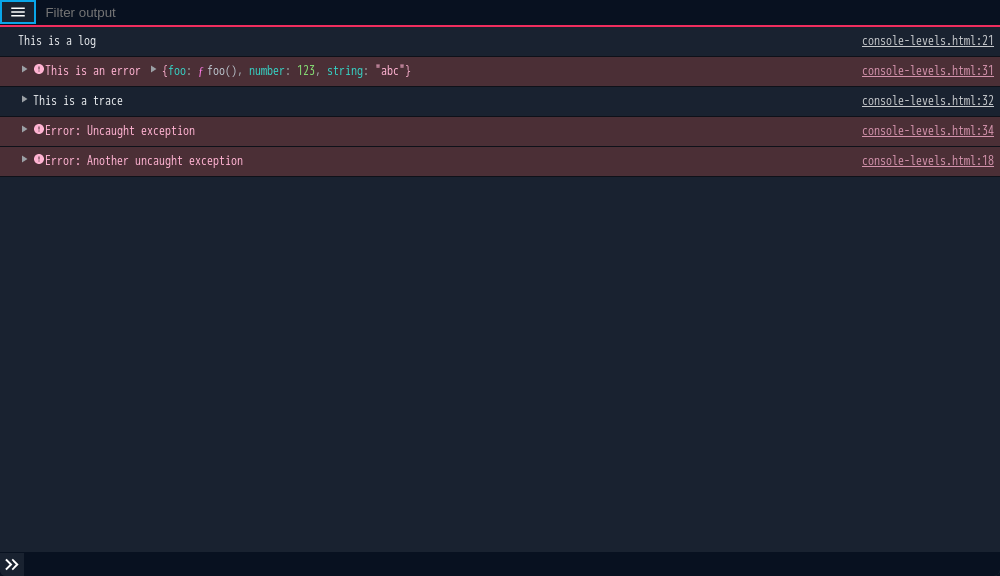 Filter output
This is a log console-levels.html:21
This is an error {foo: ƒ foo(), number: 123, string: "abc"} console-levels.html:31
This is a trace console-levels.html:32
Error: Uncaught exception console-levels.html:34
Error: Another uncaught exception console-levels.html:18